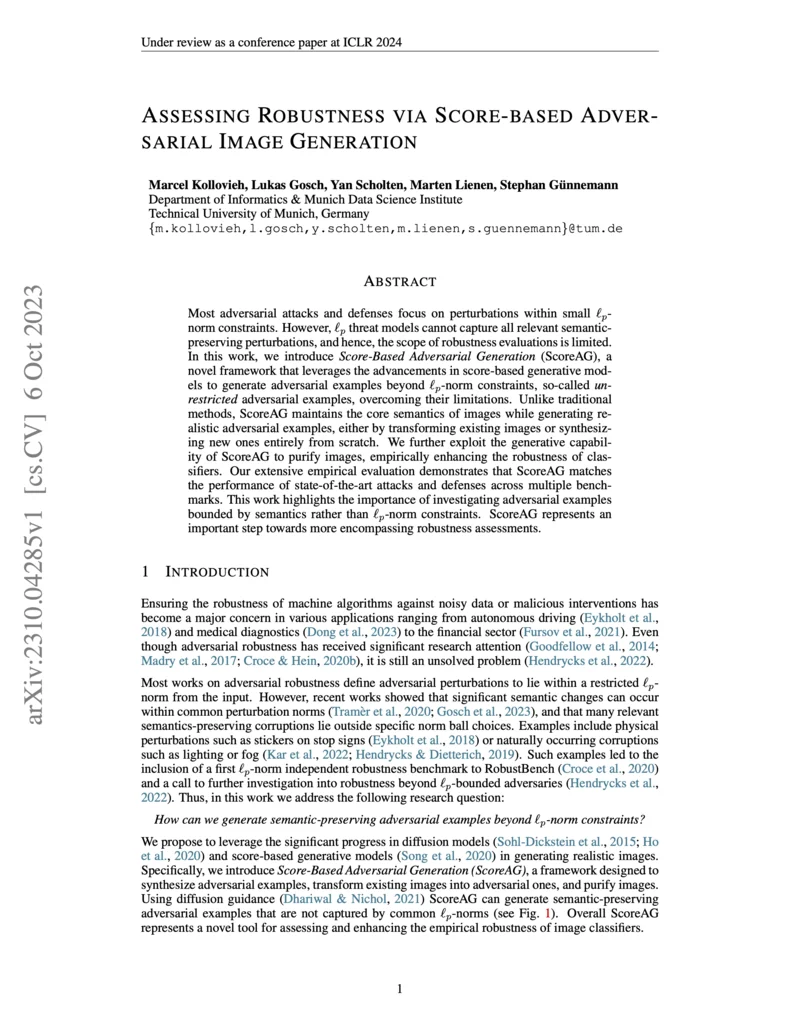 Under review as a conference paper at ICLR 2024
ASSESSING ROBUSTNESS VIA SCORE-BASED ADVER-
SARIAL IMAGE GENERATION
Marcel Kollovieh, Lukas Gosch, Yan Scholten, Marten Lienen, Stephan Günnemann
Department of Informatics & Munich Data Science Institute
Technical University of Munich, Germany
{m.kollovieh,l.gosch,y.scholten,m.lienen,s.guennemann}@tum.de
ABSTRACT
Most adversarial attacks and defenses focus on perturbations within small ℓp-
norm constraints. However, ℓp threat models cannot capture all relevant semantic-
preserving perturbations, and hence, the scope of robustness evaluations is limited.
In this work, we introduce Score-Based Adversarial Generation (ScoreAG), a
novel framework that leverages the advancements in score-based generative mod-
els to generate adversarial examples beyond ℓp-norm constraints, so-called un-
restricted adversarial examples, overcoming their limitations. Unlike traditional
methods, ScoreAG maintains the core semantics of images while generating re-
alistic adversarial examples, either by transforming existing images or synthesiz-
ing new ones entirely from scratch. We further exploit the generative capabil-
ity of ScoreAG to purify images, empirically enhancing the robustness of clas-
sifiers. Our extensive empirical evaluation demonstrates that ScoreAG matches
the performance of state-of-the-art attacks and defenses across multiple bench-
marks. This work highlights the importance of investigating adversarial examples
bounded by semantics rather than ℓp-norm constraints. ScoreAG represents an
important step towards more encompassing robustness assessments.
1 INTRODUCTION
Ensuring the robustness of machine algorithms against noisy data or malicious interventions has
become a major concern in various applications ranging from autonomous driving (Eykholt et al.,
2018) and medical diagnostics (Dong et al., 2023) to the financial sector (Fursov et al., 2021). Even
though adversarial robustness has received significant research attention (Goodfellow et al., 2014;
Madry et al., 2017; Croce & Hein, 2020b), it is still an unsolved problem (Hendrycks et al., 2022).
Most works on adversarial robustness define adversarial perturbations to lie within a restricted ℓp-
norm from the input. However, recent works showed that significant semantic changes can occur
within common perturbation norms (Tramèr et al., 2020; Gosch et al., 2023), and that many relevant
semantics-preserving corruptions lie outside specific norm ball choices. Examples include physical
perturbations such as stickers on stop signs (Eykholt et al., 2018) or naturally occurring corruptions
such as lighting or fog (Kar et al., 2022; Hendrycks & Dietterich, 2019). Such examples led to the
inclusion of a first ℓp-norm independent robustness benchmark to RobustBench (Croce et al., 2020)
and a call to further investigation into robustness beyond ℓp-bounded adversaries (Hendrycks et al.,
2022). Thus, in this work we address the following research question:
How can we generate semantic-preserving adversarial examples beyond ℓp-norm constraints?
We propose to leverage the significant progress in diffusion models (Sohl-Dickstein et al., 2015; Ho
et al., 2020) and score-based generative models (Song et al., 2020) in generating realistic images.
Specifically, we introduce Score-Based Adversarial Generation (ScoreAG), a framework designed to
synthesize adversarial examples, transform existing images into adversarial ones, and purify images.
Using diffusion guidance (Dhariwal & Nichol, 2021) ScoreAG can generate semantic-preserving
adversarial examples that are not captured by common ℓp-norms (see Fig. 1). Overall ScoreAG
represents a novel tool for assessing and enhancing the empirical robustness of image classifiers.
1
arXiv:2310.04285v1 [cs.CV] 6 Oct 2023